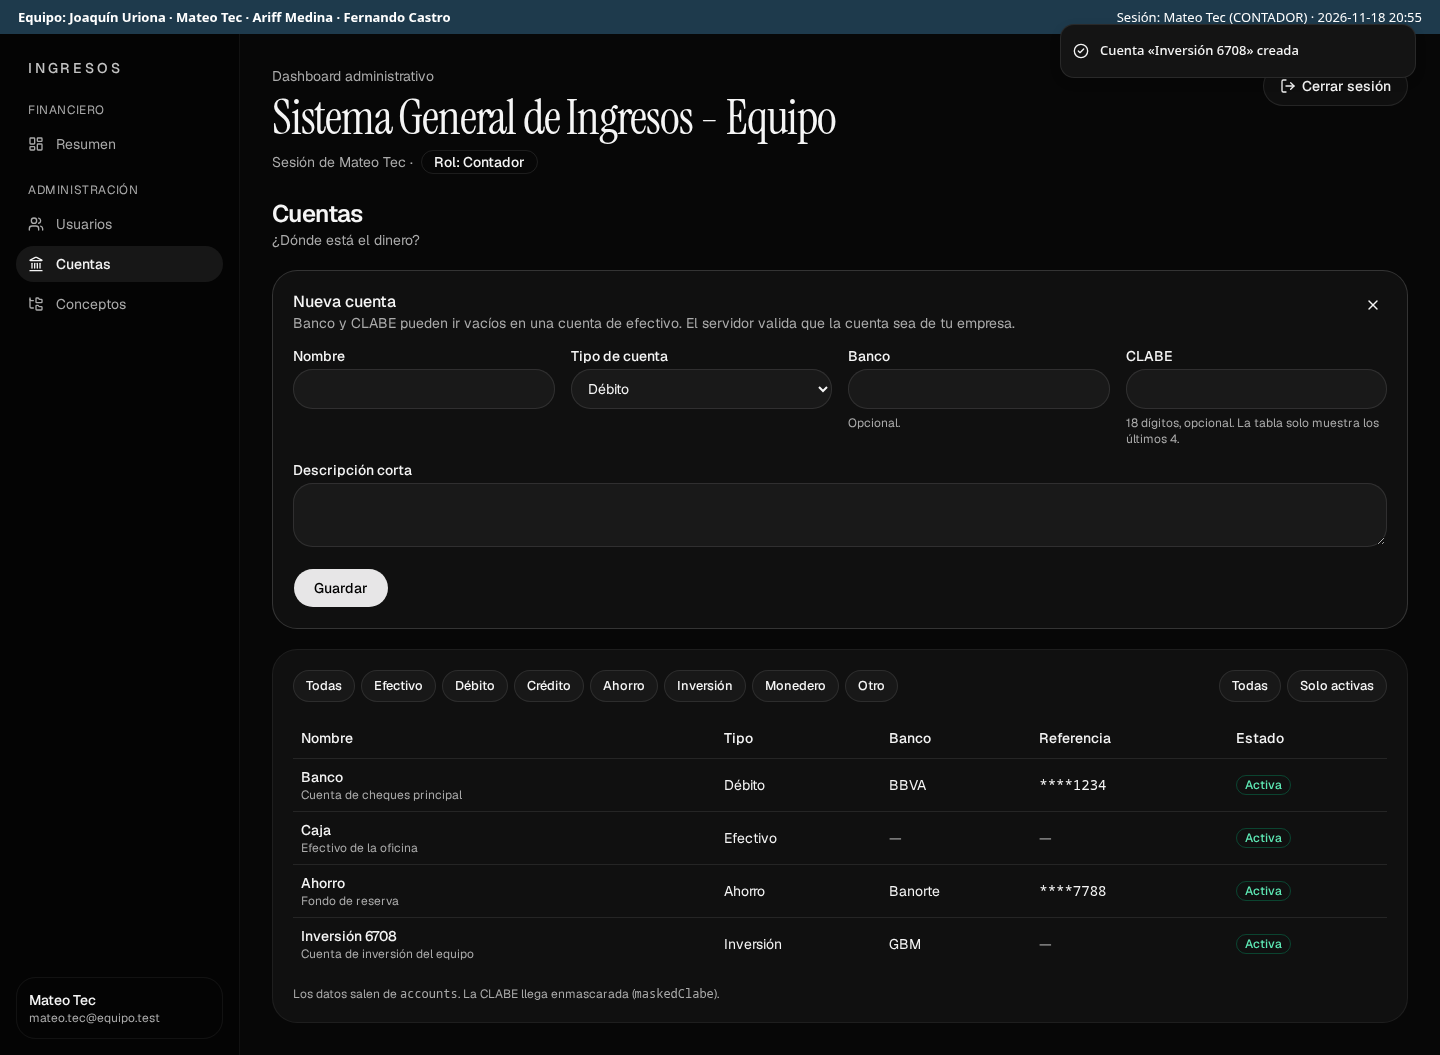 Equipo: Joaquín Uriona · Mateo Tec · Ariff Medina · Fernando Castro
Sesión: Mateo Tec (CONTADOR) · 2026-11-18 20:55
Cuenta «Inversión 6708» creada
INGRESOS
FINANCIERO
Resumen
ADMINISTRACIÓN
Usuarios
Cuentas
Conceptos
Mateo Tec
mateo.tec@equipo.test
Dashboard administrativo
Sistema General de Ingresos – Equipo
Sesión de Mateo Tec · Rol: Contador
Cerrar sesión
Cuentas
¿Dónde está el dinero?
Nueva cuenta
Banco y CLABE pueden ir vacíos en una cuenta de efectivo. El servidor valida que la cuenta sea de tu empresa.
Nombre Tipo de cuenta Banco CLABE
Débito
Opcional.
18 dígitos, opcional. La tabla solo muestra los
últimos 4.
Descripción corta
Guardar
Todas Efectivo Débito Crédito Ahorro Inversión Monedero Otro Todas Solo activas
Nombre Tipo Banco Referencia Estado
Banco
Cuenta de cheques principal
Débito BBVA ****1234 Activa
Caja
Efectivo de la oficina
Efectivo — — Activa
Ahorro
Fondo de reserva
Ahorro Banorte ****7788 Activa
Inversión 6708
Cuenta de inversión del equipo
Inversión GBM — Activa
Los datos salen de accounts. La CLABE llega enmascarada (maskedClabe).